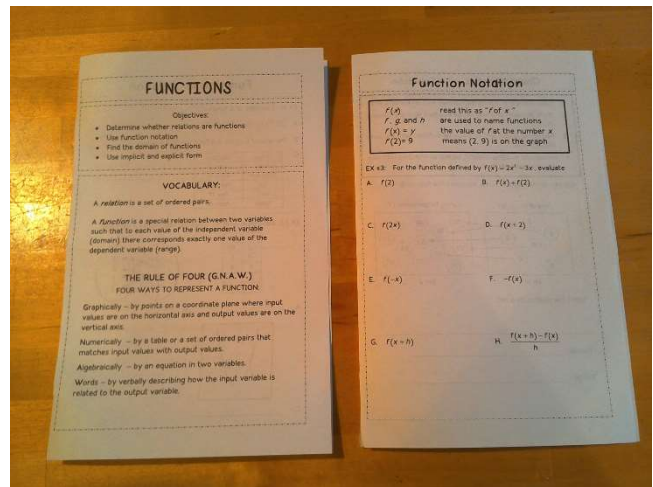 FUNCTIONS
Objectives:
• Determine whether relations are functions
• Use function notation
• Find the domain of functions
• Use implicit and explicit form
VOCABULARY:
A relation is a set of ordered pairs.
A function is a special relation between two variables
such that to each value of the independent variable
(domain) there corresponds exactly one value of the
dependent variable (range).
THE RULE OF FOUR (G.N.A.W.)
FOUR WAYS TO REPRESENT A FUNCTION:
Graphically – by points on a coordinate plane where input
values are on the horizontal axis and output values are on the
vertical axis.
Numerically – by a table or a set of ordered pairs that
matches input values with output values.
Algebraically – by an equation in two variables.
Words – by verbally describing how the input variable is
related to the output variable.
Function Notation
f(x) read this as "f of x"
f, g, and h are used to name functions
f(x) = y the value of f at the number x
f(2)= 9 means (2, 9) is on the graph
EX #3: For the function defined by f(x) = 2x² – 3x, evaluate
A. f(2) B. f(x)+f(2)
C. f(2x) D. f(x+2)
E. f(-x) F. -f(x)
G. f(x+h) H. f(x+h)-f(x)
h